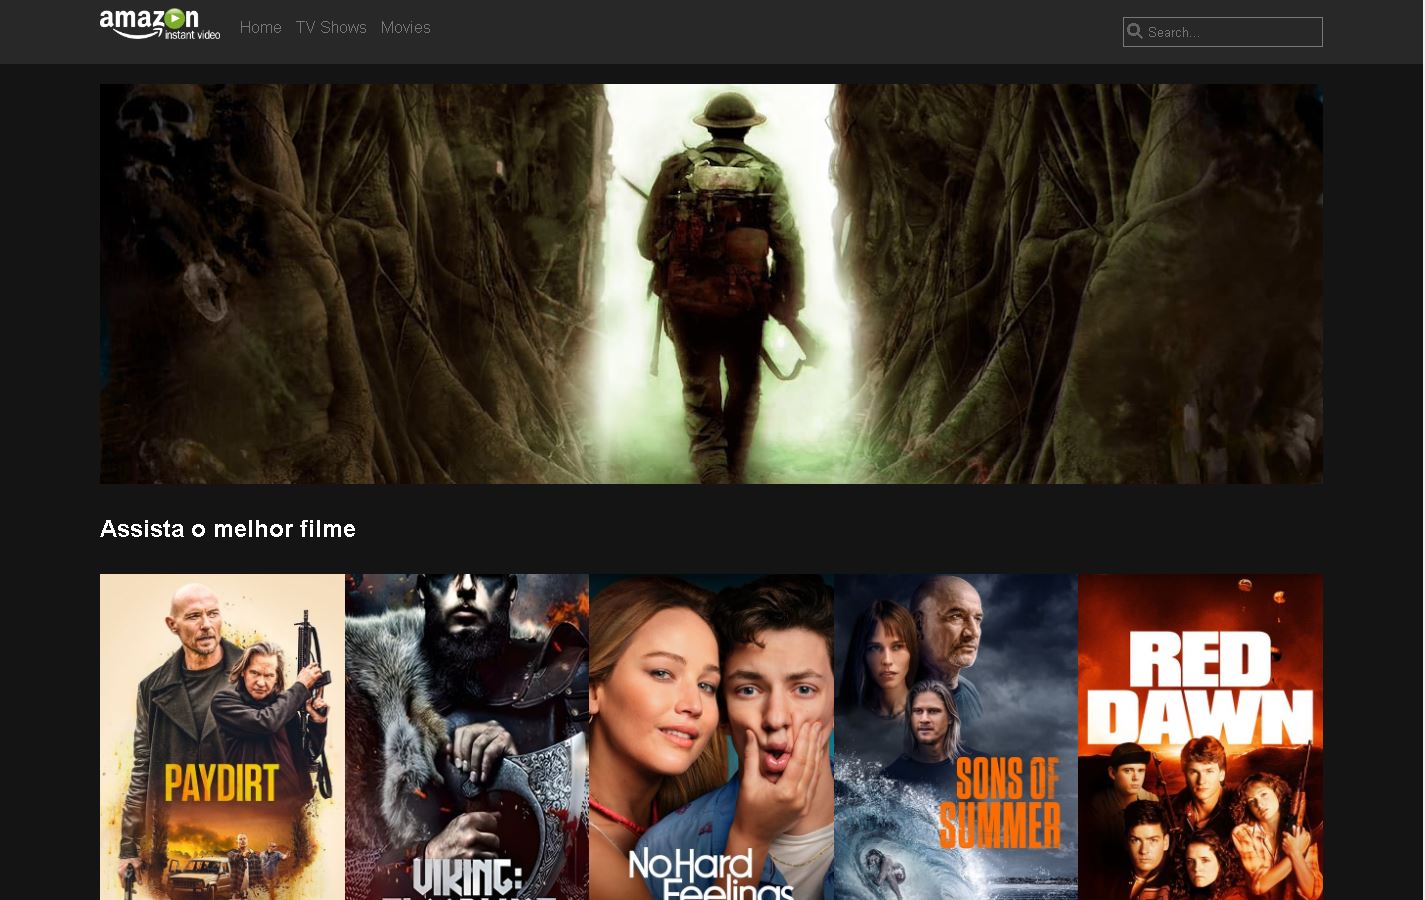 amazon
instant video
Home
TV Shows
Movies
Search...
Assista o melhor filme
PAYDIRT
VIKING:
No Hard
Feelings
SONS OF
SUMMER
RED
DAWN